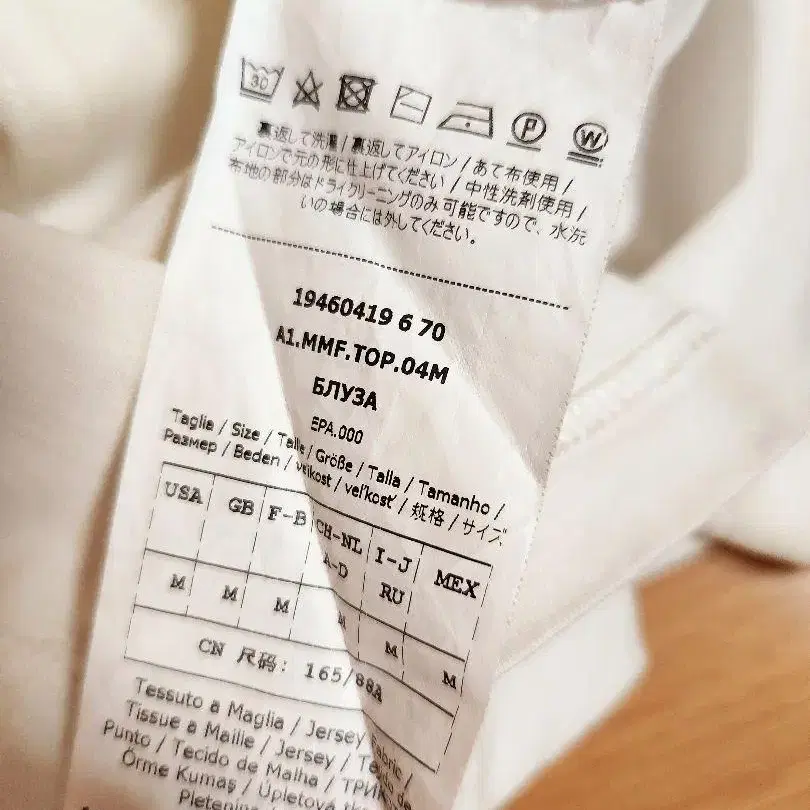 30
P W
裏返して洗濯 / 裏返してアイロン / あて布使用 /
アイロンで元の形に仕上げてください / 中性洗剤使用 /
布地の部分はドライクリーニングのみ可能ですので、水洗
いの場合には外してください。
19460419 6 70
A1.MMF.TOP.04M
БЛУЗА
EPA.000
Taglia / Size / Taille / Größe / Talla / Tamanho /
Размер / Beden / velikost / veľkosť / 规格 / サイズ
USA GB F-B CH-NL I-J MEX
A-D RU
M M M M M M
CN 尺码: 165/88A
Tessuto a Maglia / Jersey Fabric /
Tissue a Maille / Jersey / de
Punto / Tecido de Malha /
Örme Kumaş / Úpletová
Pletenina